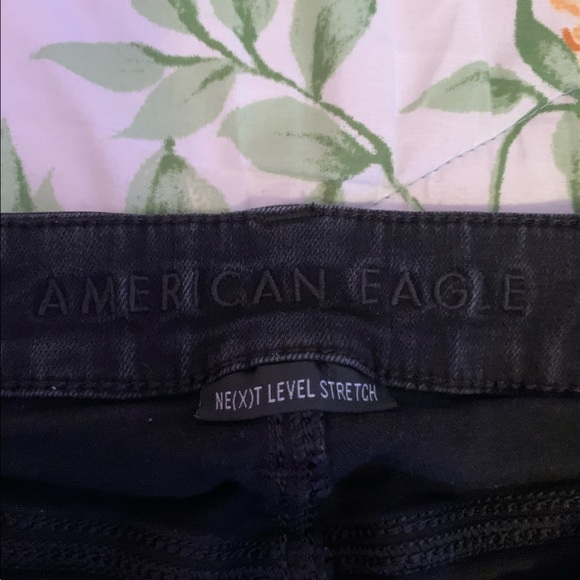 AMERICAN EAGLE
NE(X)T LEVEL STRETCH